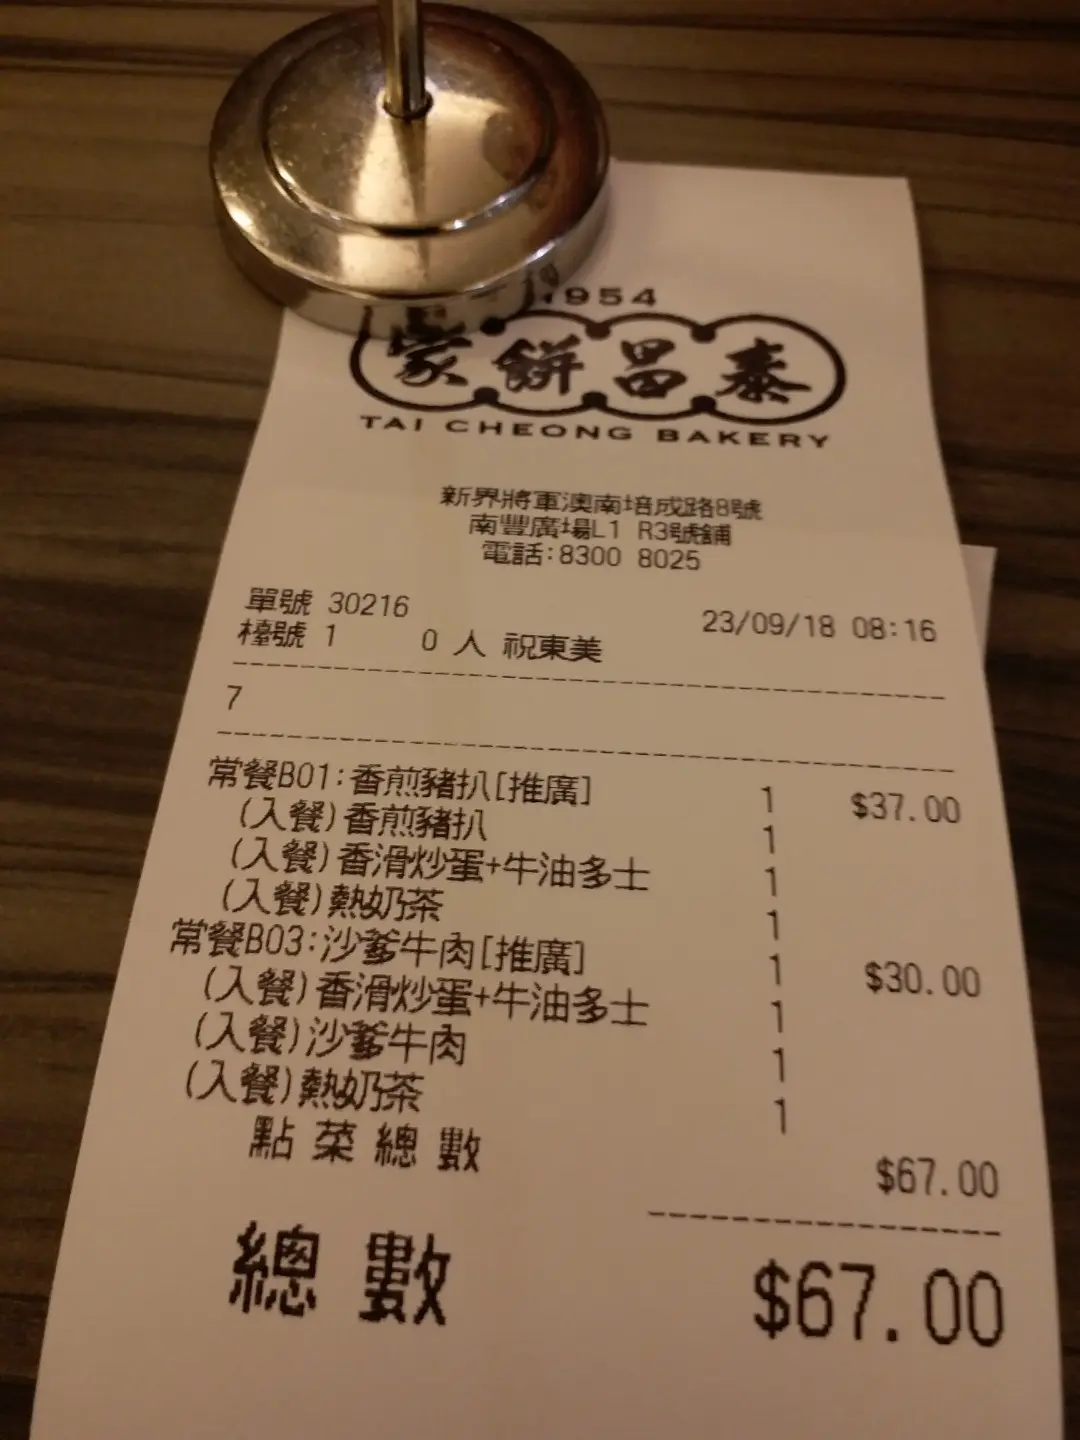 1954
泰昌餅家
TAI CHEONG BAKERY
新界將軍澳南培成路8號
南豐廣場L1 R3號舖
電話:8300 8025
單號 30216 23/09/18 08:16
檯號 1 0 人 祝東美
7
常餐B01:香煎豬扒[推廣] 1 $37.00
(入餐)香煎豬扒 1
(入餐)香滑炒蛋+牛油多士 1
(入餐)熱奶茶 1
常餐B03:沙爹牛肉[推廣] 1 $30.00
(入餐)香滑炒蛋+牛油多士 1
(入餐)沙爹牛肉 1
(入餐)熱奶茶 1
點菜總數 $67.00
總數 $67.00